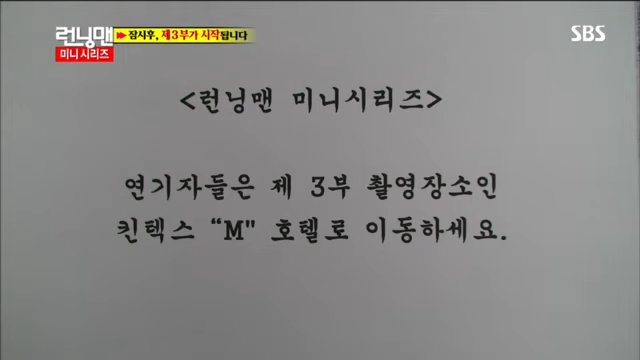 런닝맨
미니시리즈
잠시후, 제3부가 시작됩니다
SBS
<런닝맨 미니시리즈>
연기자들은 제 3부 촬영장소인
킨텍스 “M" 호텔로 이동하세요.